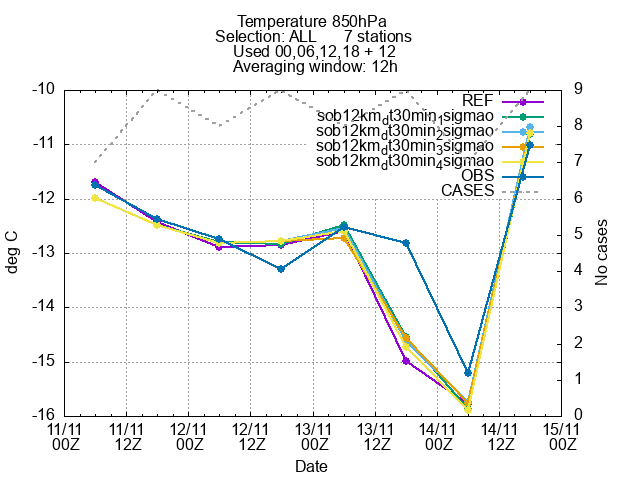 Temperature 850hPa
Selection: ALL 7 stations
Used 00,06,12,18 + 12
Averaging window: 12h
-10
-11
-12
-13
-14
-15
-16
deg C
REF
sob12km_dt30min_1sigmao
sob12km_dt30min_2sigmao
sob12km_dt30min_3sigmao
sob12km_dt30min_4sigmao
OBS
CASES
9
8
7
6
5
4
3
2
1
0
No cases
11/11 11/11 12/11 12/11 13/11 13/11 14/11 14/11 15/11
00Z 12Z 00Z 12Z 00Z 12Z 00Z 12Z 00Z
Date